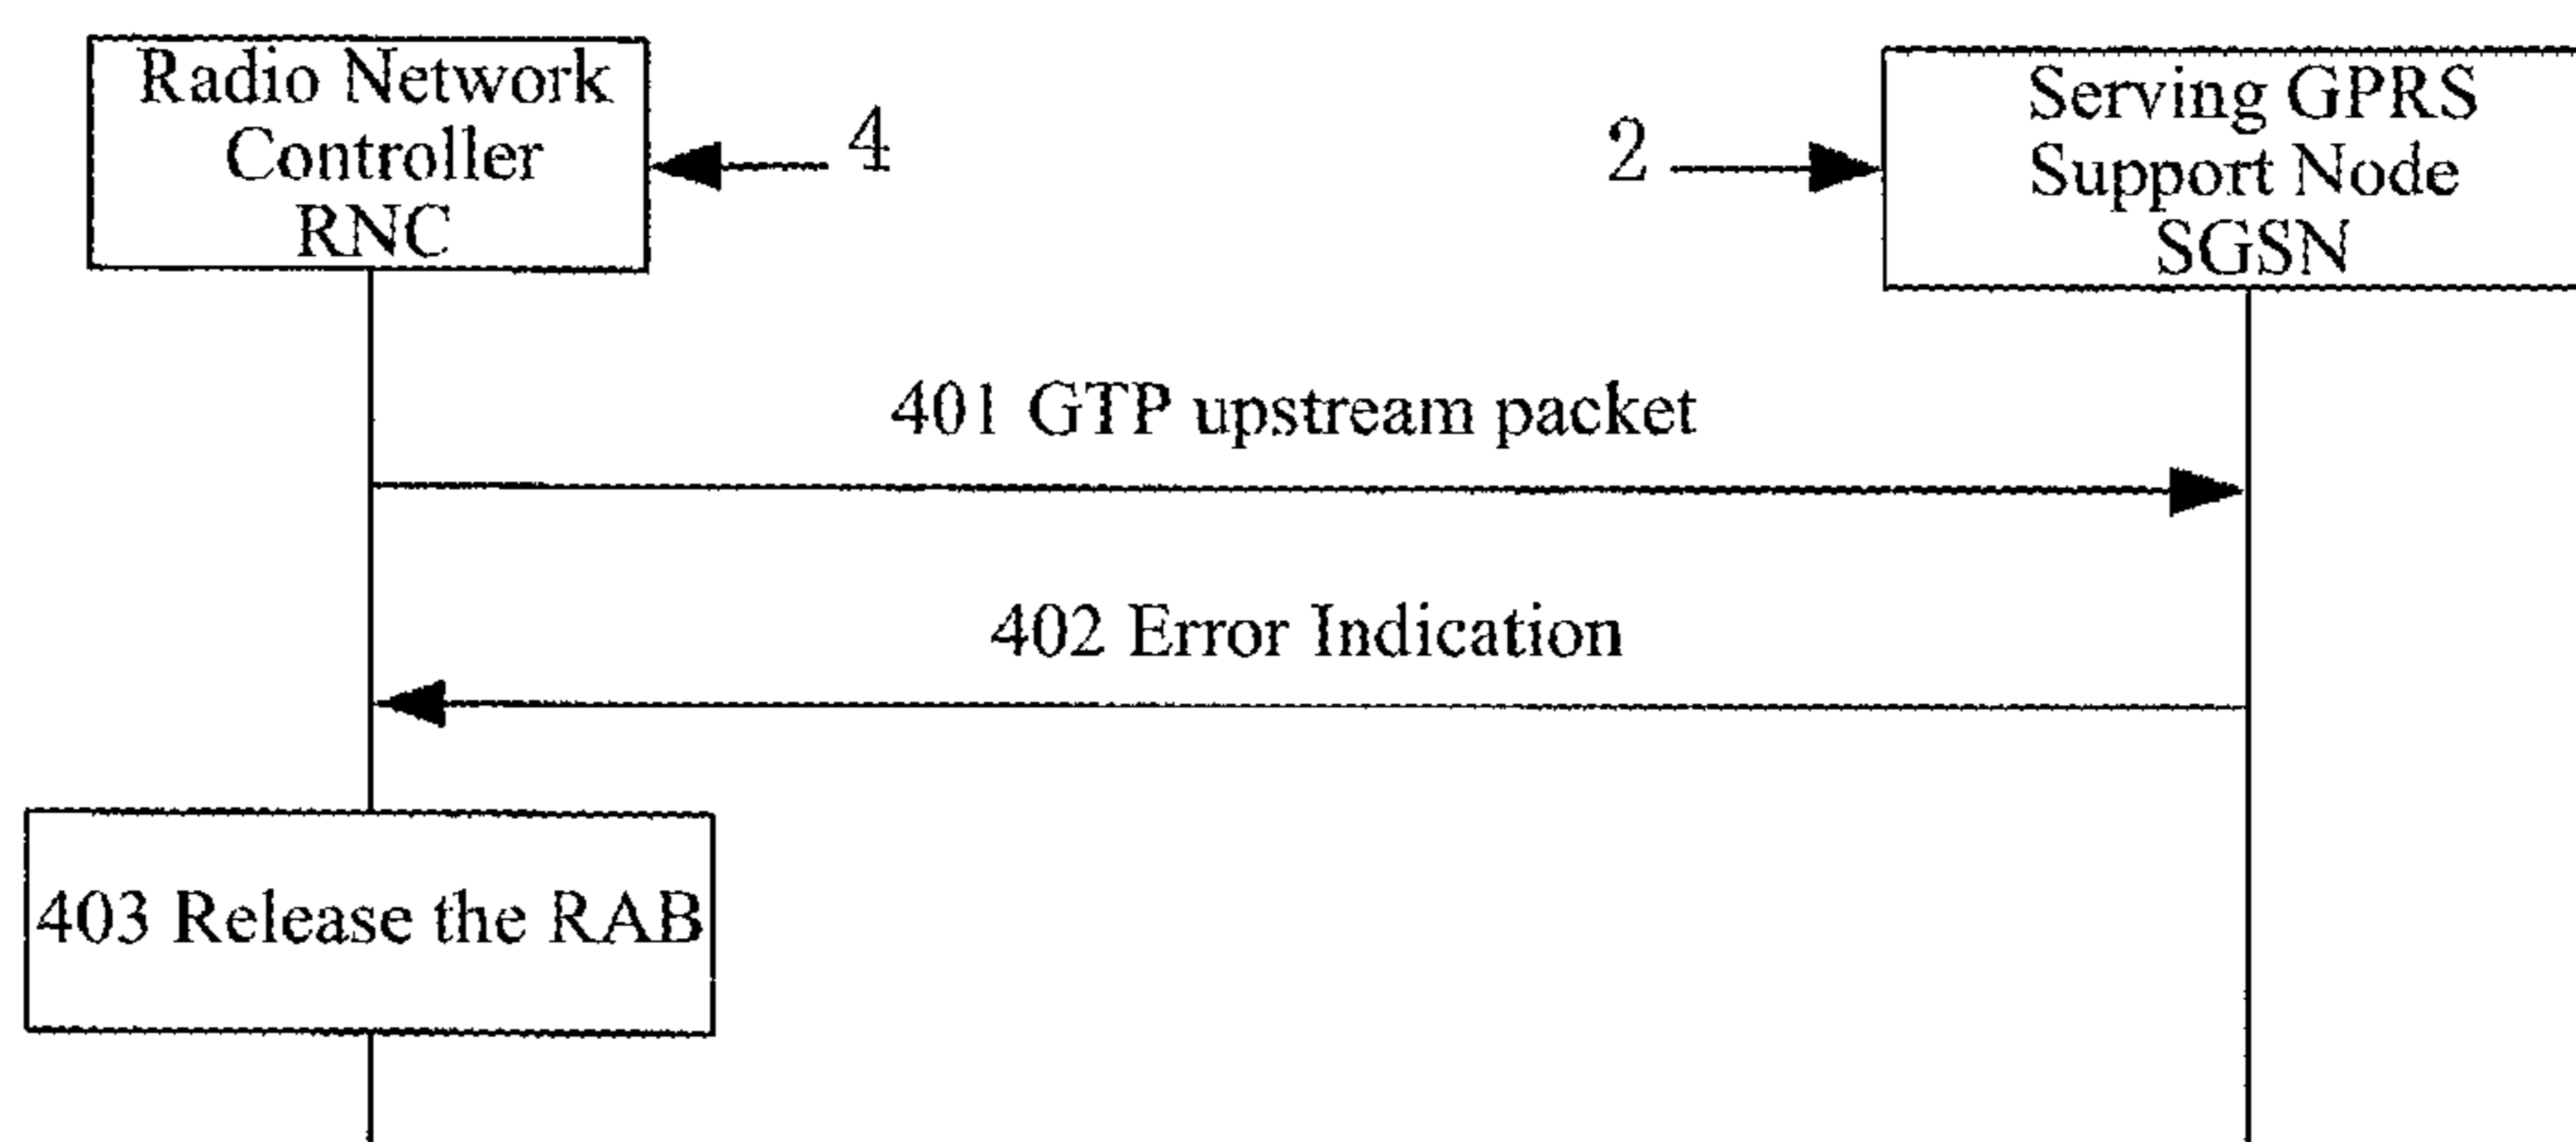 Radio Network
Controller
RNC
4
2
Serving GPRS
Support Node
SGSN
401 GTP upstream packet
402 Error Indication
403 Release the RAB